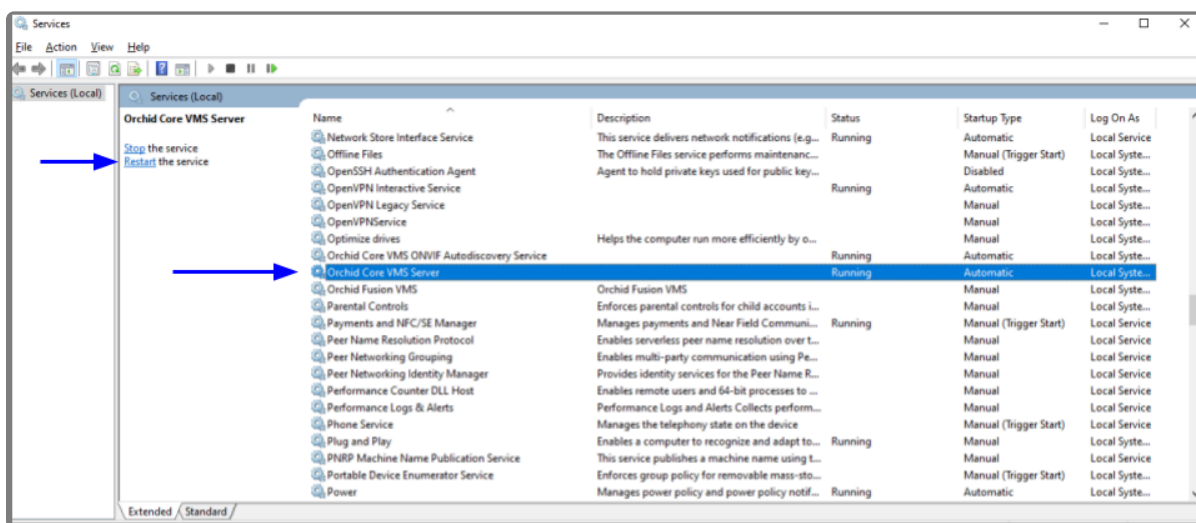 Services
File Action View Help
Services (Local)
Services (Local)
Orchid Core VMS Server
Stop the service
Restart the service
Name Description Status Startup Type Log On As
Network Store Interface Service This service delivers network notifications (e.g... Running Automatic Local Service
Offline Files The Offline Files service performs maintenanc... Manual (Trigger Start) Local Syste...
OpenSSH Authentication Agent Agent to hold private keys used for public key... Disabled Local Syste...
OpenVPN Interactive Service Running Automatic Local Syste...
OpenVPN Legacy Service Manual Local Syste...
OpenVPNService Manual Local Syste...
Optimize drives Helps the computer run more efficiently by o... Manual Local Syste...
Orchid Core VMS ONVIF Autodiscovery Service Running Automatic Local Syste...
Orchid Core VMS Server Running Automatic Local Syste...
Orchid Fusion VMS Orchid Fusion VMS Manual Local Syste...
Parental Controls Enforces parental controls for child accounts i... Manual Local Syste...
Payments and NFC/SE Manager Manages payments and Near Field Communi... Running Manual (Trigger Start) Local Service
Peer Name Resolution Protocol Enables serverless peer name resolution over t... Manual Local Service
Peer Networking Grouping Enables multi-party communication using Pe... Manual Local Service
Peer Networking Identity Manager Provides identity services for the Peer Name R... Manual Local Service
Performance Counter DLL Host Enables remote users and 64-bit processes to ... Manual Local Service
Performance Logs & Alerts Performance Logs and Alerts Collects perform... Manual Local Service
Phone Service Manages the telephony state on the device Manual (Trigger Start) Local Service
Plug and Play Enables a computer to recognize and adapt to... Running Manual Local Syste...
PNRP Machine Name Publication Service This service publishes a machine name using t... Manual Local Service
Portable Device Enumerator Service Enforces group policy for removable mass-sto... Manual (Trigger Start) Local Syste...
Power Manages power policy and power policy notif... Running Automatic Local Syste...
Extended Standard